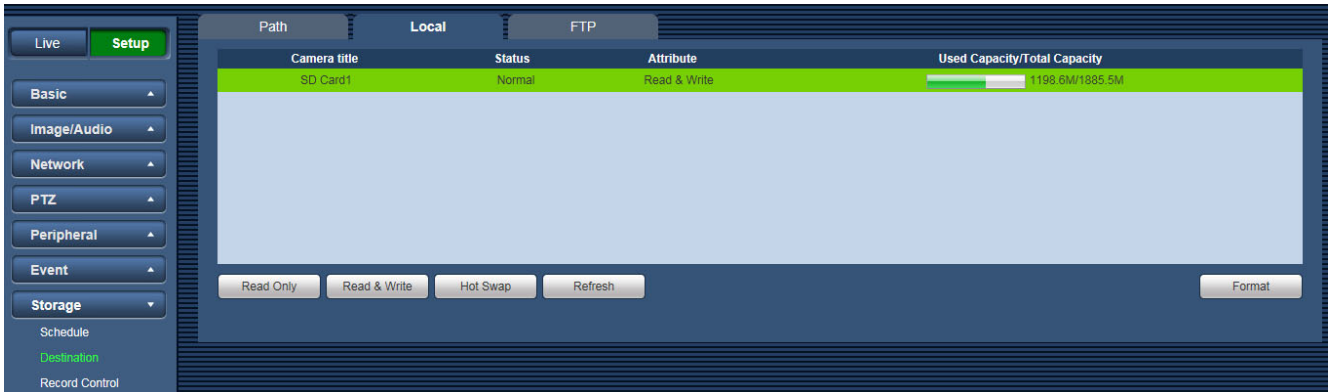 Live Setup
Basic
Image/Audio
Network
PTZ
Peripheral
Event
Storage
Schedule
Destination
Record Control
Path Local FTP
Camera title Status Attribute Used Capacity/Total Capacity
SD Card1 Normal Read & Write 1198.6M/1885.5M
Read Only Read & Write Hot Swap Refresh Format